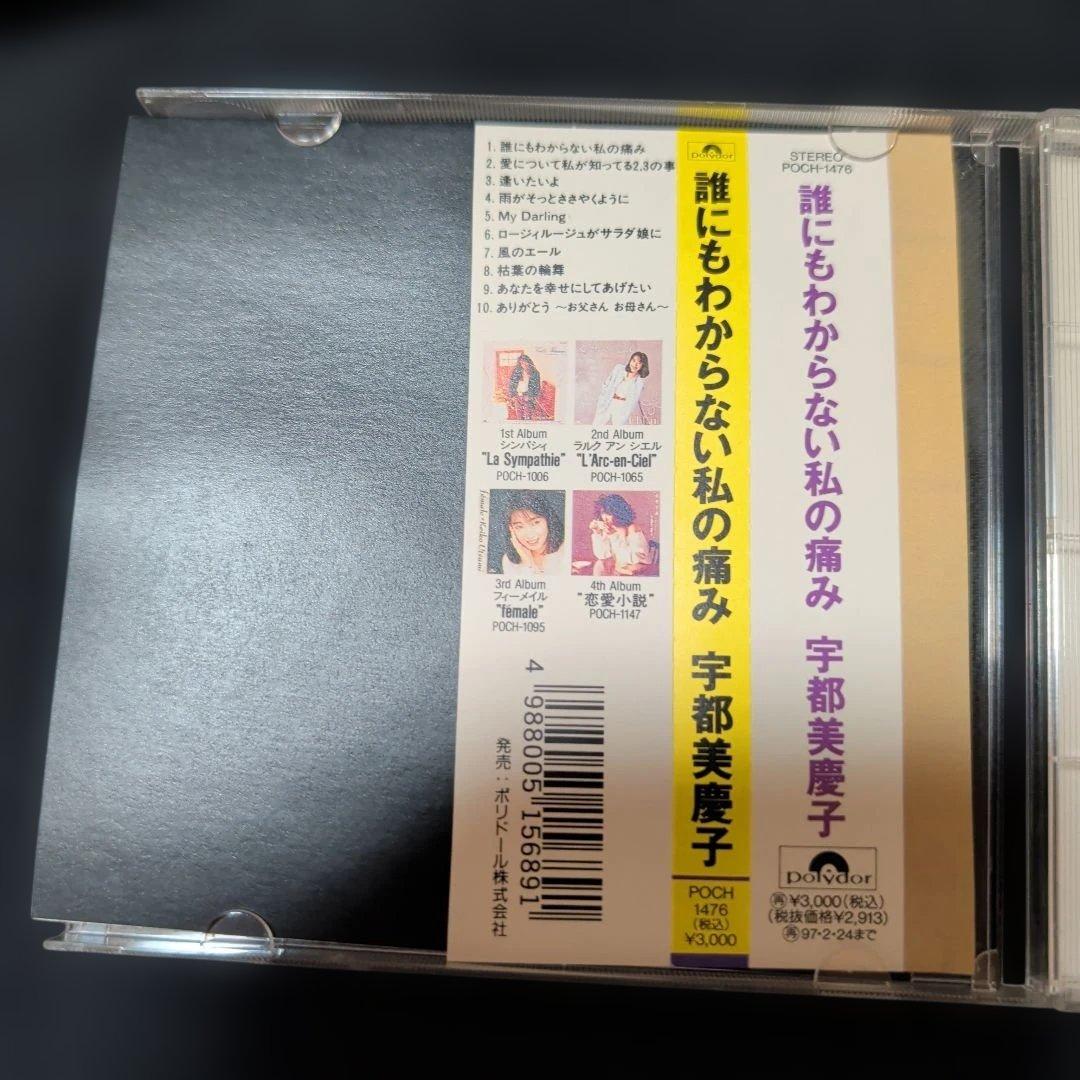 1. 誰にもわからない私の痛み
2. 愛について私が知ってる2,3の事
3. 逢いたいよ
4. 雨がそっとささやくように
5. My Darling
6. ロージィルージュがサラダ娘に
7. 風のエール
8. 枯葉の輪舞
9. あなたを幸せにしてあげたい
10. ありがとう 〜お父さん お母さん〜
1st Album
シンパシィ
"La Sympathie"
POCH-1006
2nd Album
ラルク アン シエル
"L'Arc-en-Ciel"
POCH-1065
fémale • Keiko Utsumi
3rd Album
フィーメイル
"fémale"
POCH-1095
4th Album
"恋愛小説"
POCH-1147
4 988005 156891
発売:ポリドール株式会社
polydor
誰にもわからない私の痛み 宇都美慶子
POCH
1476
(税込)
¥3,000
STEREO
POCH-1476
誰にもわからない私の痛み 宇都美慶子
polydor
再 ¥3,000(税込)
(税抜価格¥2,913)
再 97・2・24まで